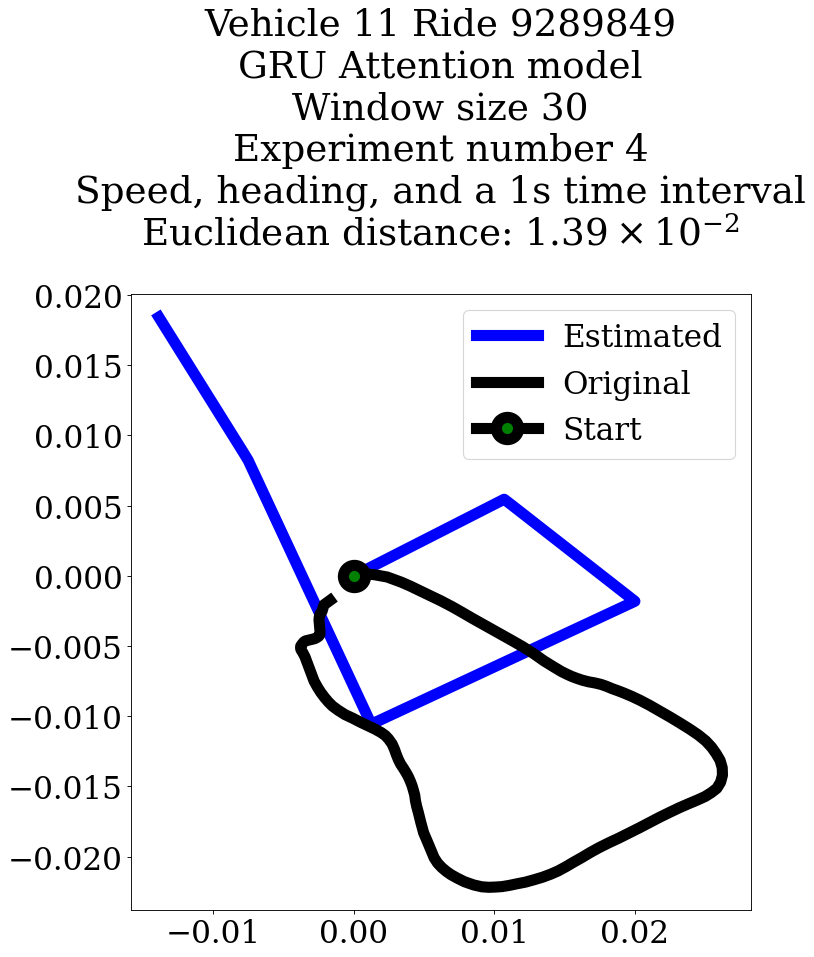 Vehicle 11 Ride 9289849
GRU Attention model
Window size 30
Experiment number 4
Speed, heading, and a 1s time interval
Euclidean distance: 1.39 × 10⁻²
0.020
0.015
0.010
0.005
0.000
−0.005
−0.010
−0.015
−0.020
Estimated
Original
Start
−0.01
0.00
0.01
0.02